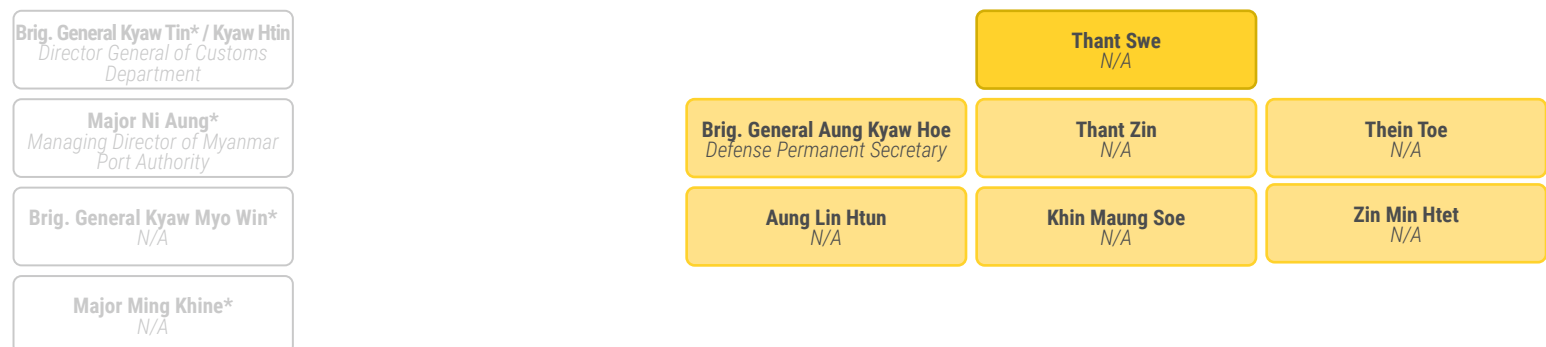 Brig. General Kyaw Tin* / Kyaw Htin
Director General of Customs
Department
Major Ni Aung*
Managing Director of Myanmar
Port Authority
Brig. General Kyaw Myo Win*
N/A
Major Ming Khine*
N/A
Thant Swe
N/A
Brig. General Aung Kyaw Hoe
Defense Permanent Secretary
Thant Zin
N/A
Thein Toe
N/A
Aung Lin Htun
N/A
Khin Maung Soe
N/A
Zin Min Htet
N/A